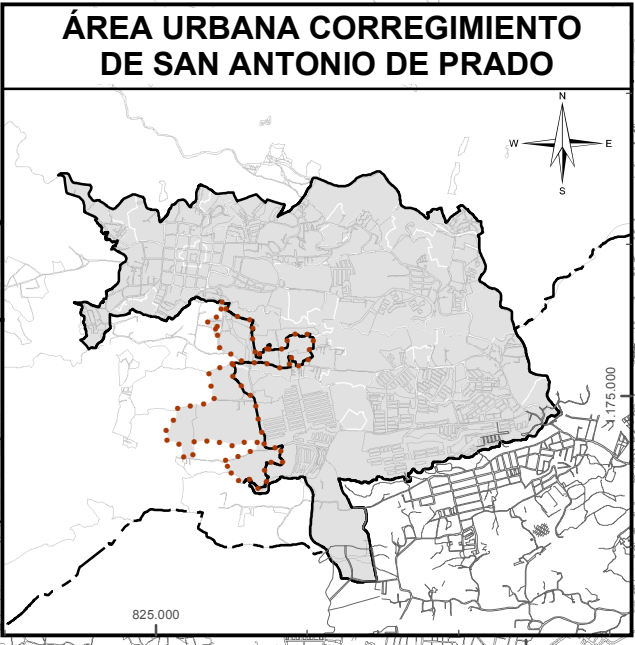 ÁREA URBANA CORREGIMIENTO
DE SAN ANTONIO DE PRADO
N
W E
S
1.175.000
825.000